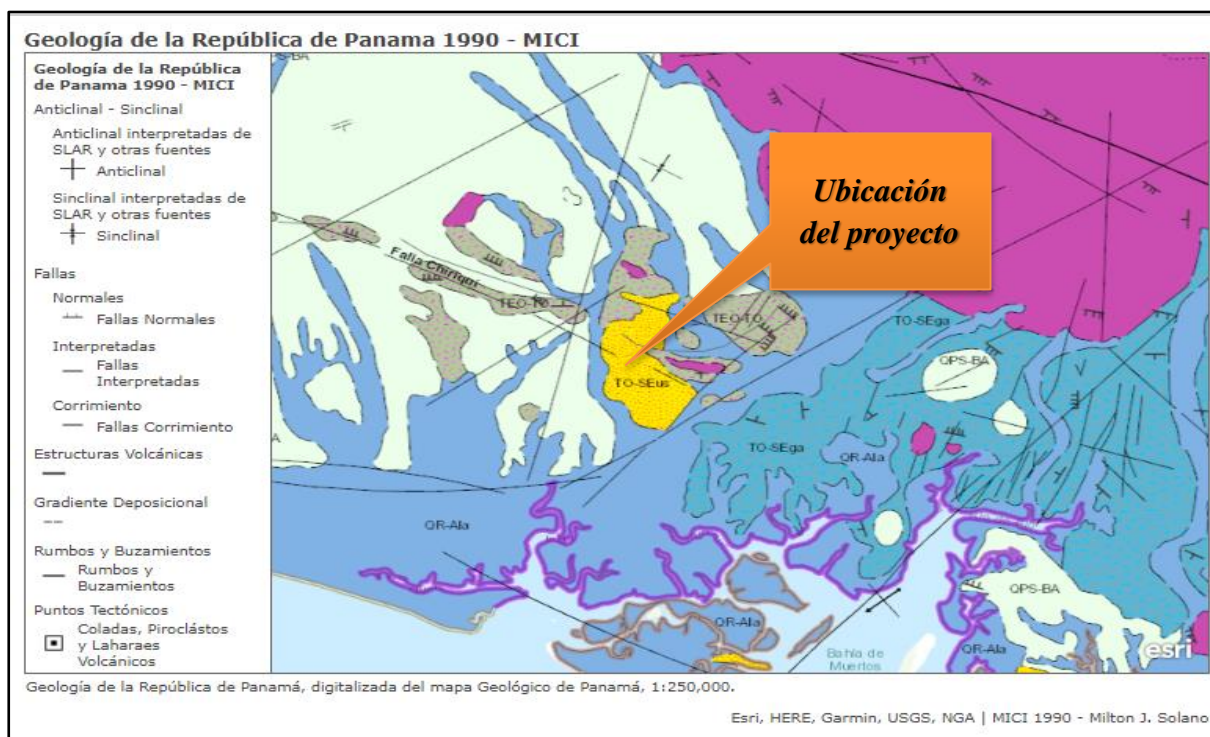 Geología de la República de Panama 1990 - MICI
Geología de la República
de Panama 1990 - MICI
Anticlinal - Sinclinal
Anticlinal interpretadas de
SLAR y otras fuentes
Anticlinal
Sinclinal interpretadas de
SLAR y otras fuentes
Sinclinal
Fallas
Normales
Fallas Normales
Interpretadas
Fallas
Interpretadas
Corrimiento
Fallas Corrimiento
Estructuras Volcánicas
Gradiente Deposicional
Rumbos y Buzamientos
Rumbos y
Buzamientos
Puntos Tectónicos
Coladas, Piroclástos
y Laharaes
Volcánicos
PS-BA
Ubicación
del proyecto
Falla Chiriqui
TEO-TO
TEO-TO
TO-SEga
QPS-BA
TO-SEus
TO-SEga
QR-Ala
QR-Ala
QPS-BA
QR-Ala
QR-Ala
Bahía de
Muertos
esri
Geología de la República de Panamá, digitalizada del mapa Geológico de Panamá, 1:250,000.
Esri, HERE, Garmin, USGS, NGA | MICI 1990 - Milton J. Solano